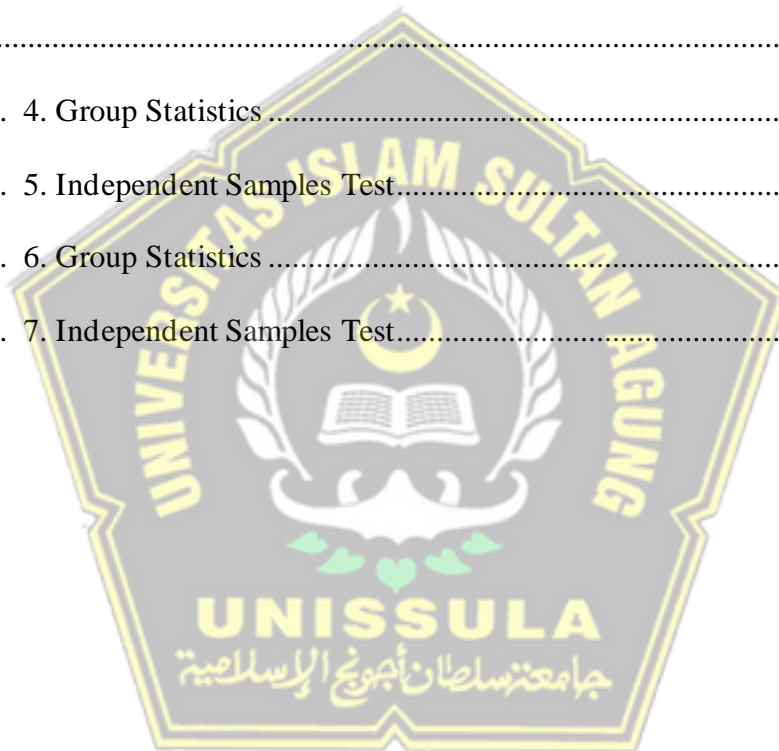 ................................................................................................
. 4. Group Statistics ................................................................
. 5. Independent Samples Test................................................
. 6. Group Statistics ................................................................
. 7. Independent Samples Test................................................
UNIVERSITAS ISLAM SULTAN AGUNG
UNISSULA
جامعة سلطان أجونج الإسلامية